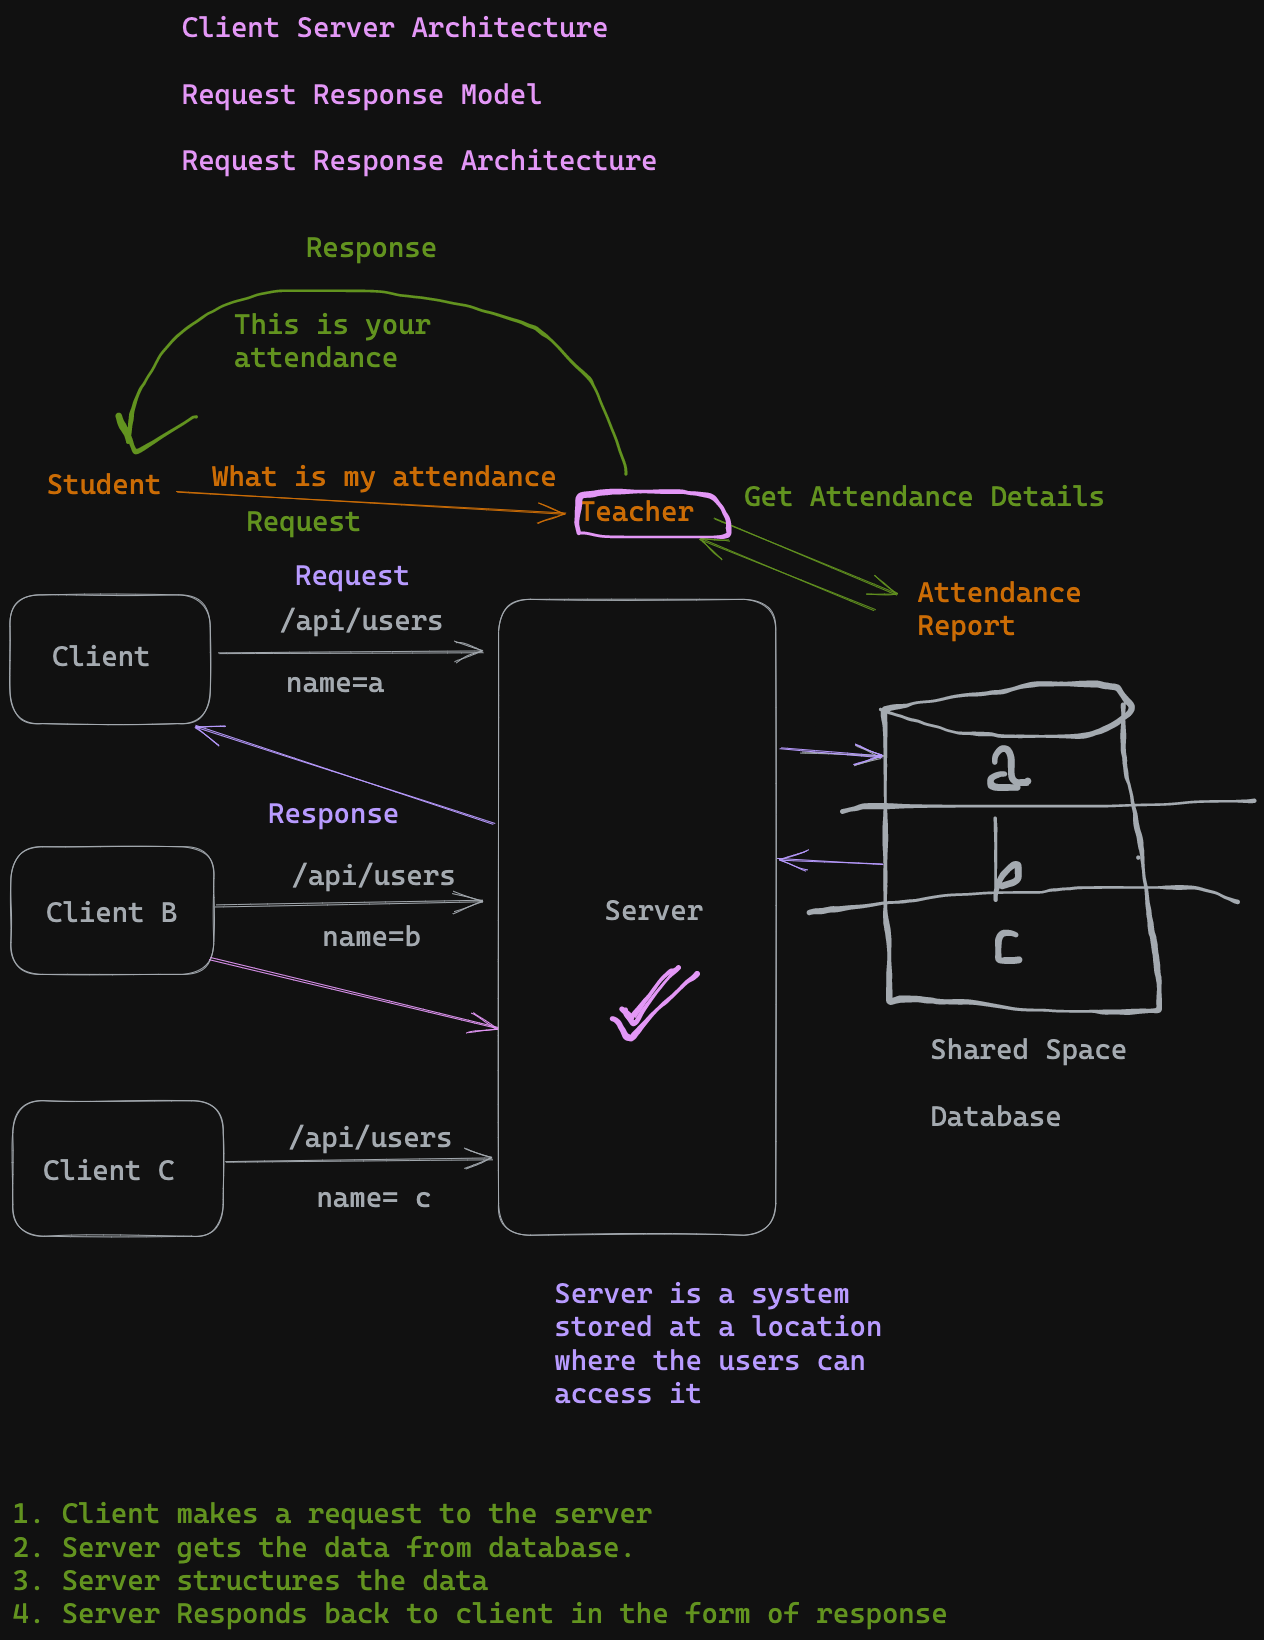 Client Server Architecture
Request Response Model
Request Response Architecture
Response
This is your
attendance
Student
What is my attendance
Request
Teacher
Get Attendance Details
Attendance
Report
Request
/api/users
Client
name=a
Response
/api/users
Client B
name=b
Server
a
b
c
Shared Space
Database
/api/users
Client C
name= c
Server is a system
stored at a location
where the users can
access it
1. Client makes a request to the server
2. Server gets the data from database.
3. Server structures the data
4. Server Responds back to client in the form of response